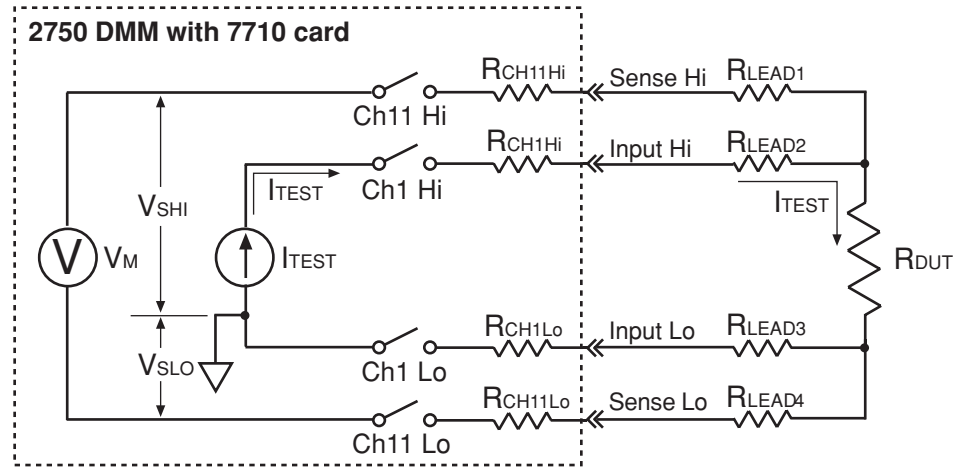 2750 DMM with 7710 card
RCH11Hi
Sense Hi
RLEAD1
Ch11 Hi
RCH1Hi
Input Hi
RLEAD2
Ch1 Hi
ITEST
ITEST
VSHI
V
VM
ITEST
RDUT
RCH1Lo
Input Lo
RLEAD3
VSLO
Ch1 Lo
RCH11Lo
Sense Lo
RLEAD4
Ch11 Lo